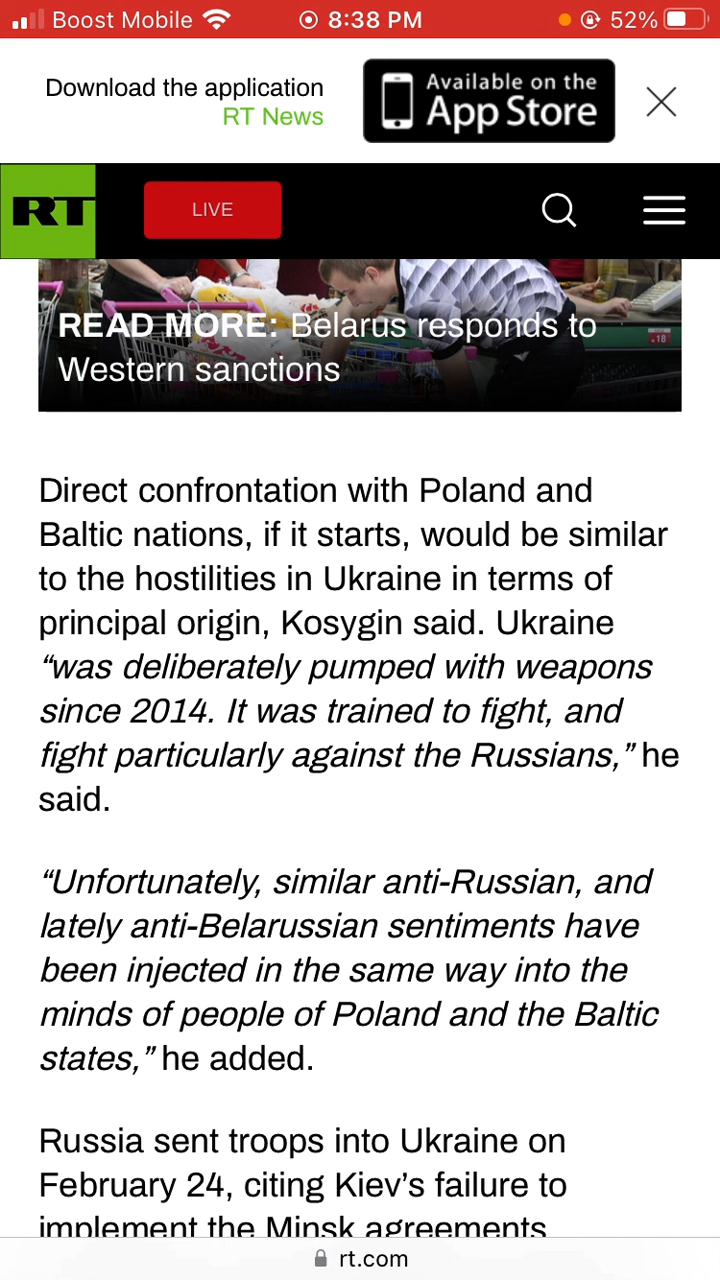 Boost Mobile 8:38 PM 52%
Download the application
RT News
Available on the
App Store
RT LIVE
READ MORE: Belarus responds to
Western sanctions
.18
Direct confrontation with Poland and
Baltic nations, if it starts, would be similar
to the hostilities in Ukraine in terms of
principal origin, Kosygin said. Ukraine
“was deliberately pumped with weapons
since 2014. It was trained to fight, and
fight particularly against the Russians,” he
said.
“Unfortunately, similar anti-Russian, and
lately anti-Belarussian sentiments have
been injected in the same way into the
minds of people of Poland and the Baltic
states,” he added.
Russia sent troops into Ukraine on
February 24, citing Kiev’s failure to
implement the Minsk agreements
rt.com